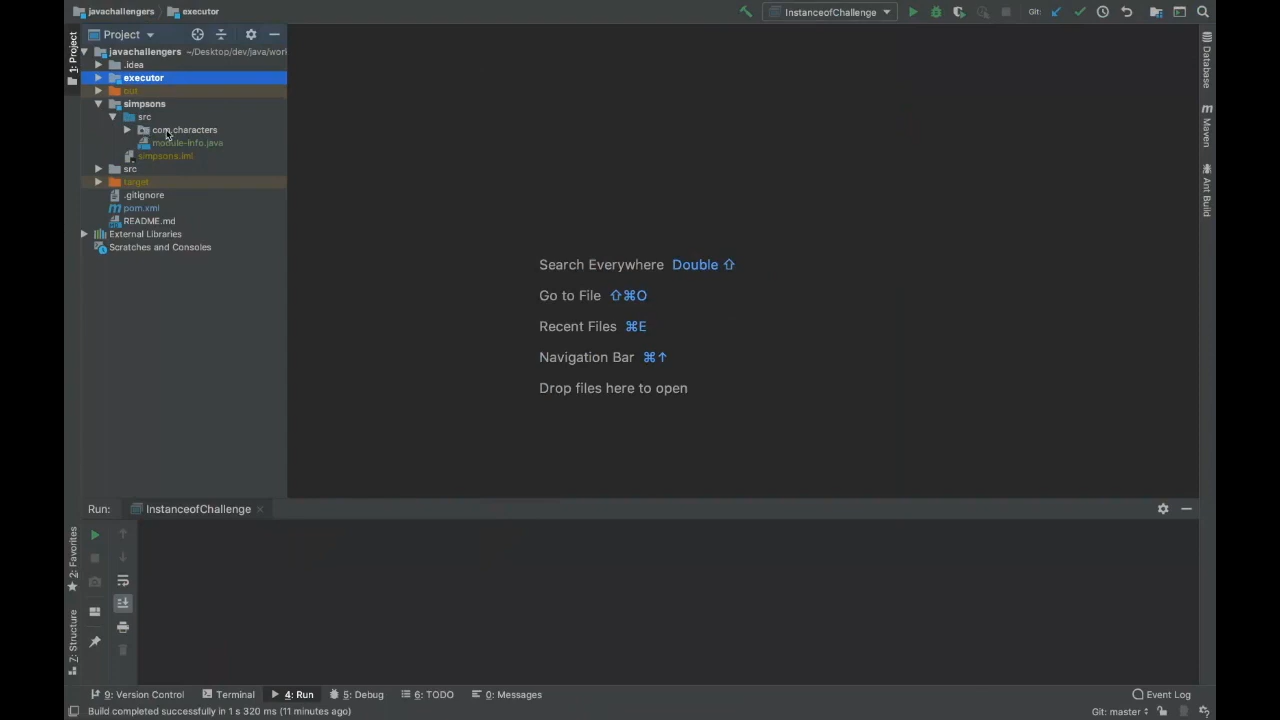 javachallengers executor
InstanceofChallenge
Git:
1: Project
Project
javachallengers ~/Desktop/dev/java/work
.idea
executor
out
simpsons
src
com.characters
module-info.java
simpsons.iml
src
target
.gitignore
pom.xml
README.md
External Libraries
Scratches and Consoles
Search Everywhere Double ⇧
Go to File ⇧⌘O
Recent Files ⌘E
Navigation Bar ⌘↑
Drop files here to open
Database
Maven
Ant Build
Run: InstanceofChallenge
2: Favorites
7: Structure
9: Version Control Terminal 4: Run 5: Debug 6: TODO 0: Messages Event Log
Build completed successfully in 1 s 320 ms (11 minutes ago) Git: master